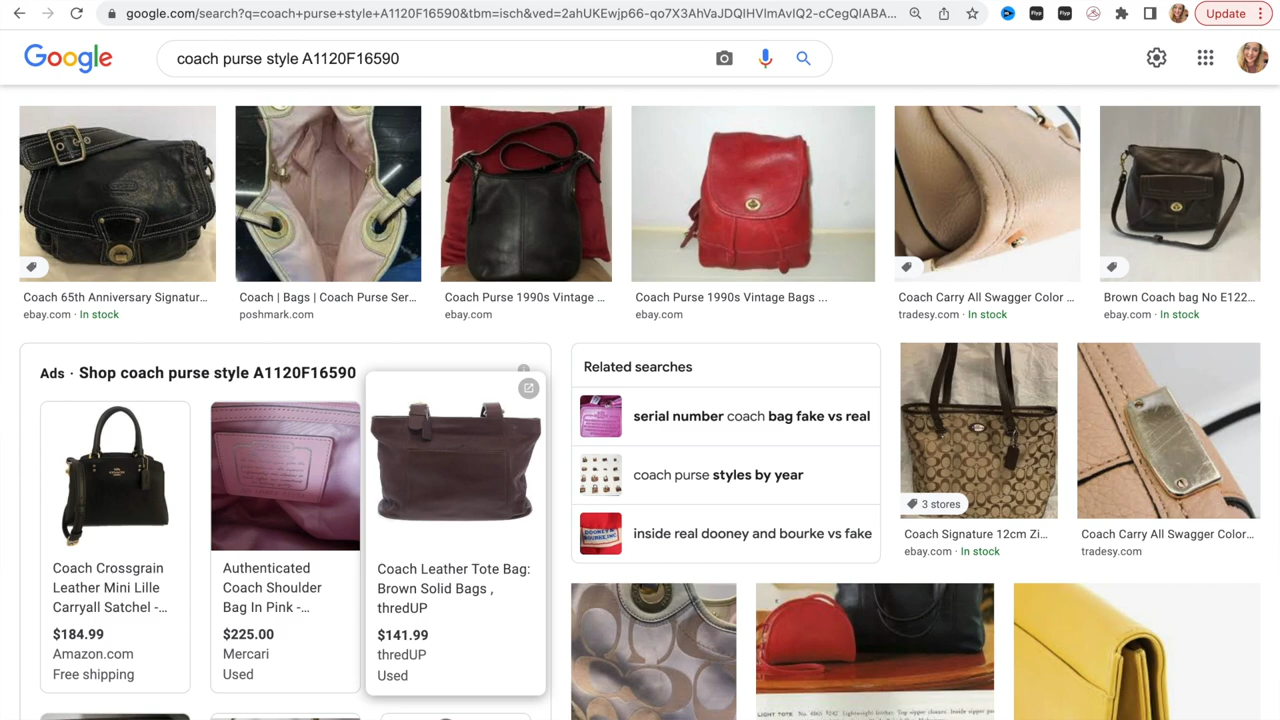 google.com/search?q=coach+purse+style+A1120F16590&tbm=isch&ved=2ahUKEwjp66-qo7X3AhVaJDQIHVlmAvIQ2-cCegQIABA...
Flyp
Flyp
Update
Google
coach purse style A1120F16590
Coach 65th Anniversary Signatur...
ebay.com · In stock
Coach | Bags | Coach Purse Ser...
poshmark.com
Coach Purse 1990s Vintage ...
ebay.com
Coach Purse 1990s Vintage Bags ...
ebay.com
Coach Carry All Swagger Color ...
tradesy.com · In stock
Brown Coach bag No E122...
ebay.com · In stock
Ads · Shop coach purse style A1120F16590
Coach Crossgrain
Leather Mini Lille
Carryall Satchel -...
$184.99
Amazon.com
Free shipping
Authenticated
Coach Shoulder
Bag In Pink -...
$225.00
Mercari
Used
Coach Leather Tote Bag:
Brown Solid Bags ,
thredUP
$141.99
thredUP
Used
Related searches
serial number coach bag fake vs real
coach purse styles by year
DOONEY &
BOURKE, INC.
inside real dooney and bourke vs fake
3 stores
Coach Signature 12cm Zi...
ebay.com · In stock
Coach Carry All Swagger Color...
tradesy.com
LIGHT TOTE